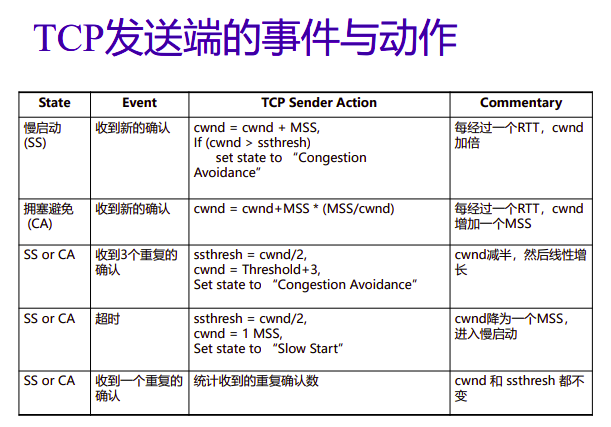 TCP发送端的事件与动作
State Event TCP Sender Action Commentary
慢启动 收到新的确认 cwnd = cwnd + MSS, 每经过一个RTT，cwnd
(SS) If (cwnd > ssthresh) 加倍
set state to “Congestion
Avoidance”
拥塞避免 收到新的确认 cwnd = cwnd+MSS * (MSS/cwnd) 每经过一个RTT，cwnd
(CA) 增加一个MSS
SS or CA 收到3个重复的 ssthresh = cwnd/2, cwnd减半，然后线性增
确认 cwnd = Threshold+3, 长
Set state to “Congestion Avoidance”
SS or CA 超时 ssthresh = cwnd/2, cwnd降为一个MSS，
cwnd = 1 MSS, 进入慢启动
Set state to “Slow Start”
SS or CA 收到一个重复的 统计收到的重复确认数 cwnd 和 ssthresh 都不
确认 变